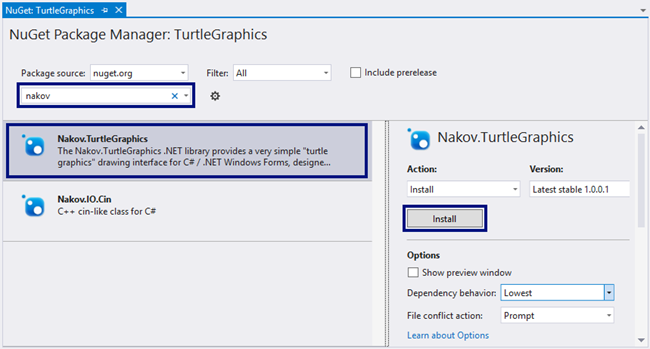 NuGet: TurtleGraphics
NuGet Package Manager: TurtleGraphics
Package source: nuget.org Filter: All Include prerelease
nakov
Nakov.TurtleGraphics
The Nakov.TurtleGraphics .NET library provides a very simple "turtle
graphics" drawing interface for C# / .NET Windows Forms, designe...
Nakov.IO.Cin
C++ cin-like class for C#
Nakov.TurtleGraphics
Action: Version:
Install Latest stable 1.0.0.1
Install
Options
Show preview window
Dependency behavior: Lowest
File conflict action: Prompt
Learn about Options